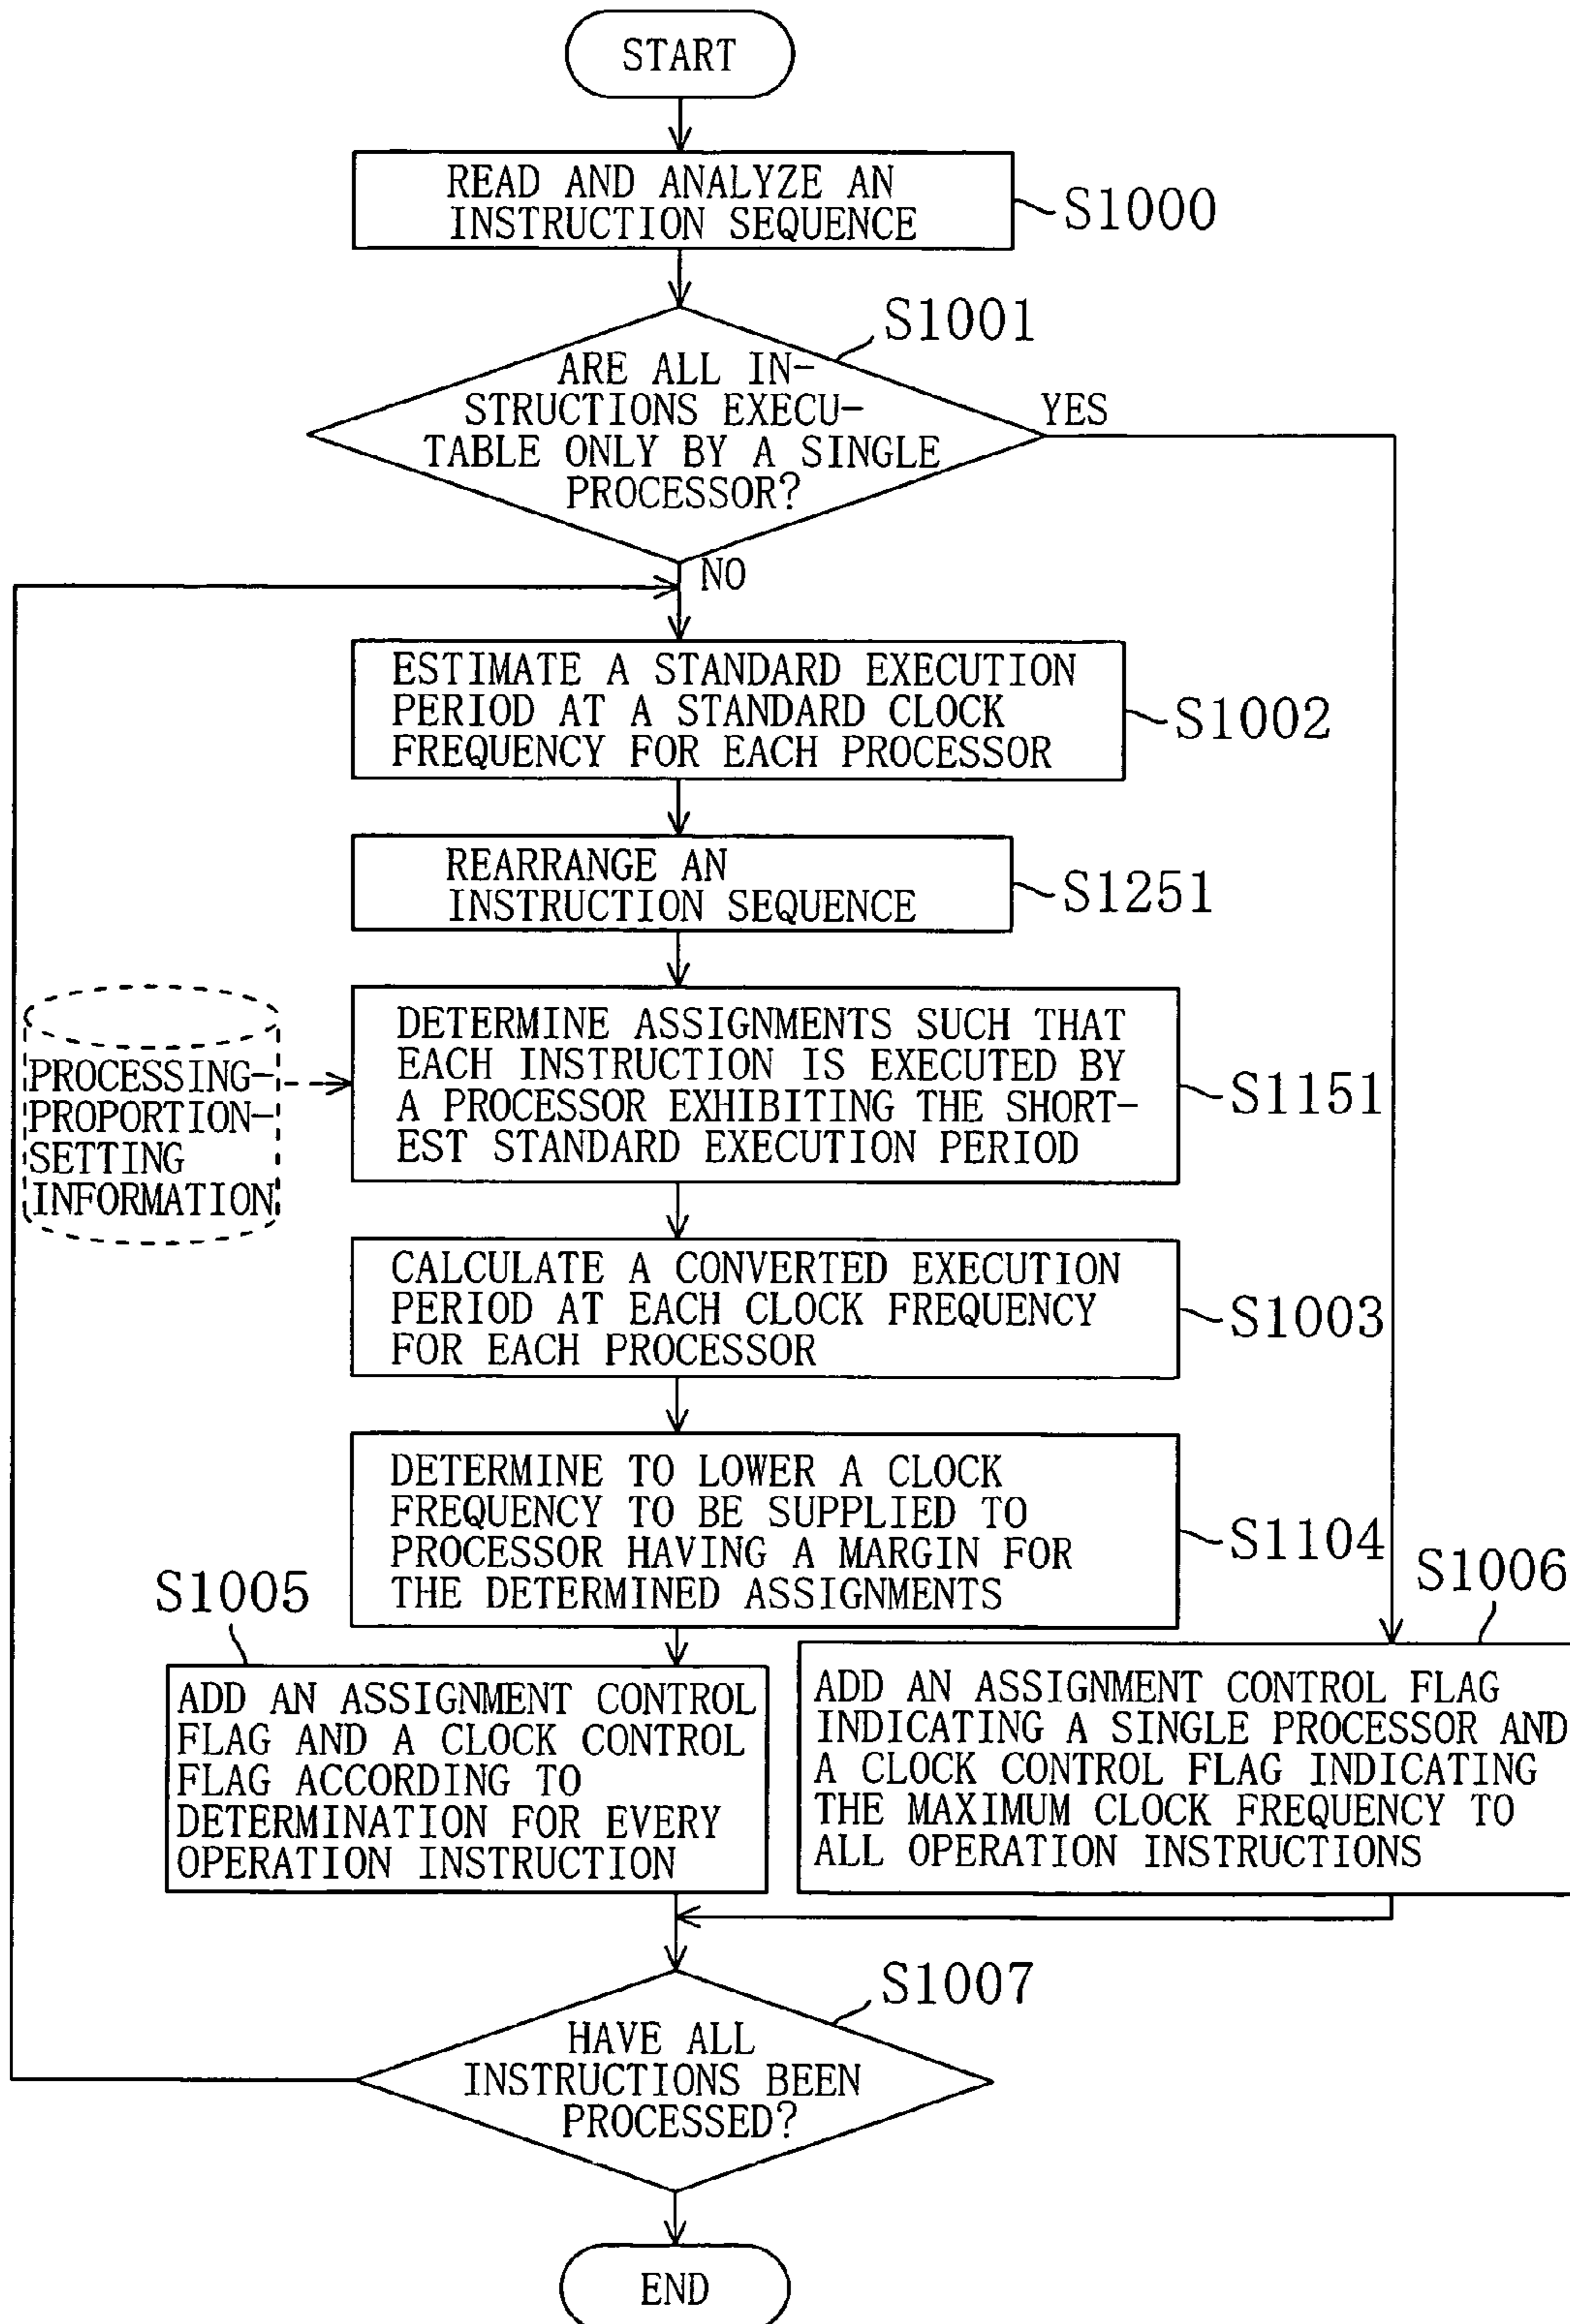 START
READ AND ANALYZE AN
INSTRUCTION SEQUENCE
S1000
S1001
ARE ALL IN-
STRUCTIONS EXECU-
TABLE ONLY BY A SINGLE
PROCESSOR?
YES
NO
ESTIMATE A STANDARD EXECUTION
PERIOD AT A STANDARD CLOCK
FREQUENCY FOR EACH PROCESSOR
S1002
REARRANGE AN
INSTRUCTION SEQUENCE
S1251
PROCESSING-
PROPORTION-
SETTING
INFORMATION
DETERMINE ASSIGNMENTS SUCH THAT
EACH INSTRUCTION IS EXECUTED BY
A PROCESSOR EXHIBITING THE SHORT-
EST STANDARD EXECUTION PERIOD
S1151
CALCULATE A CONVERTED EXECUTION
PERIOD AT EACH CLOCK FREQUENCY
FOR EACH PROCESSOR
S1003
DETERMINE TO LOWER A CLOCK
FREQUENCY TO BE SUPPLIED TO
PROCESSOR HAVING A MARGIN FOR
THE DETERMINED ASSIGNMENTS
S1104
S1005
ADD AN ASSIGNMENT CONTROL
FLAG AND A CLOCK CONTROL
FLAG ACCORDING TO
DETERMINATION FOR EVERY
OPERATION INSTRUCTION
S1006
ADD AN ASSIGNMENT CONTROL FLAG
INDICATING A SINGLE PROCESSOR AND
A CLOCK CONTROL FLAG INDICATING
THE MAXIMUM CLOCK FREQUENCY TO
ALL OPERATION INSTRUCTIONS
S1007
HAVE ALL
INSTRUCTIONS BEEN
PROCESSED?
END